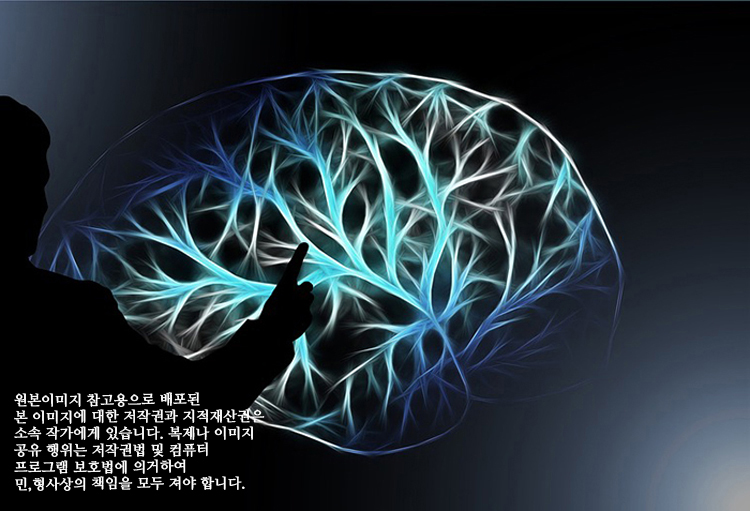 원본이미지 참고용으로 배포된
본 이미지에 대한 저작권과 지적재산권은
소속 작가에게 있습니다. 복제나 이미지
공유 행위는 저작권법 및 컴퓨터
프로그램 보호법에 의거하여
민,형사상의 책임을 모두 져야 합니다.